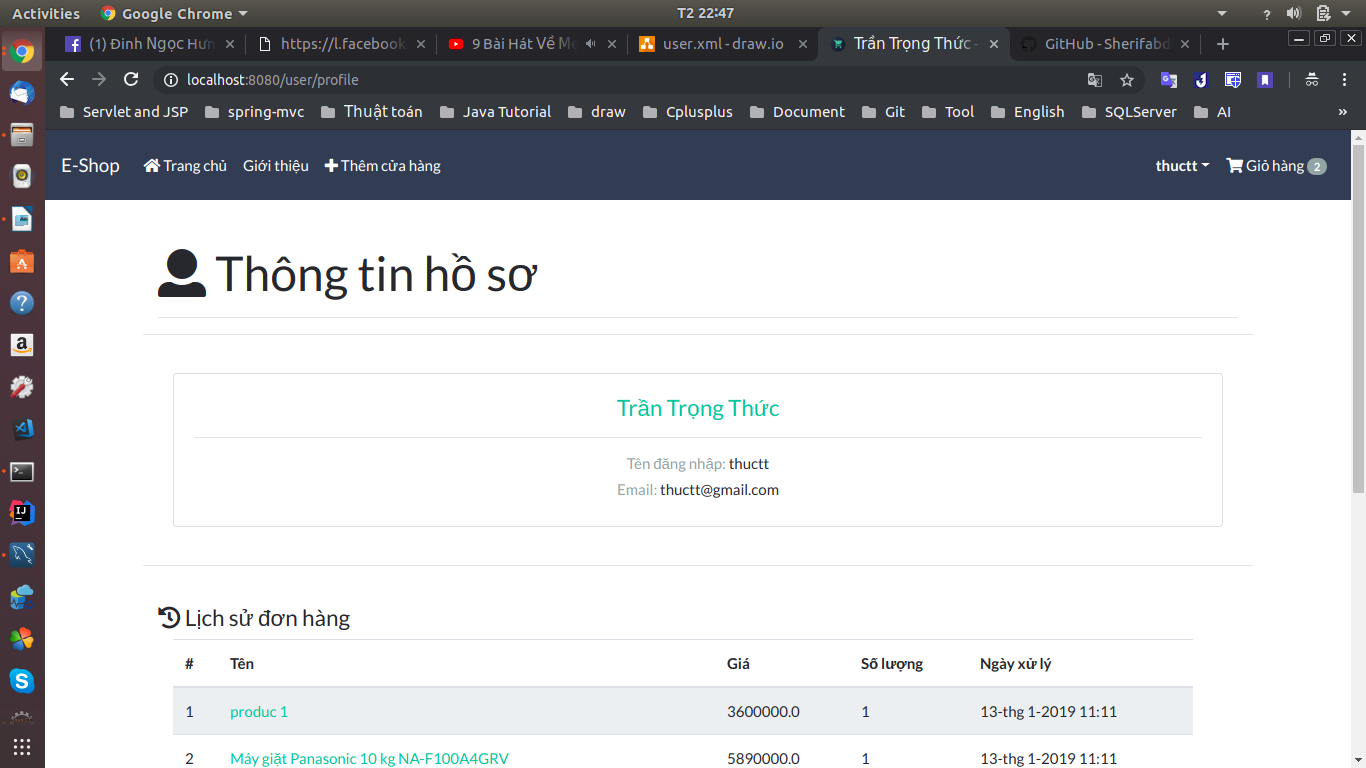 Activities Google Chrome T2 22:47
(1) Đinh Ngọc Hưn https://l.facebook 9 Bài Hát Về Mẹ user.xml - draw.io Trần Trọng Thức - GitHub - Sherifabd
localhost:8080/user/profile
Servlet and JSP spring-mvc Thuật toán Java Tutorial draw Cplusplus Document Git Tool English SQLServer AI »
E-Shop Trang chủ Giới thiệu Thêm cửa hàng thuctt Giỏ hàng 2
Thông tin hồ sơ
Trần Trọng Thức
Tên đăng nhập: thuctt
Email: thuctt@gmail.com
Lịch sử đơn hàng
# Tên Giá Số lượng Ngày xử lý
1 produc 1 3600000.0 1 13-thg 1-2019 11:11
2 Máy giặt Panasonic 10 kg NA-F100A4GRV 5890000.0 1 13-thg 1-2019 11:11